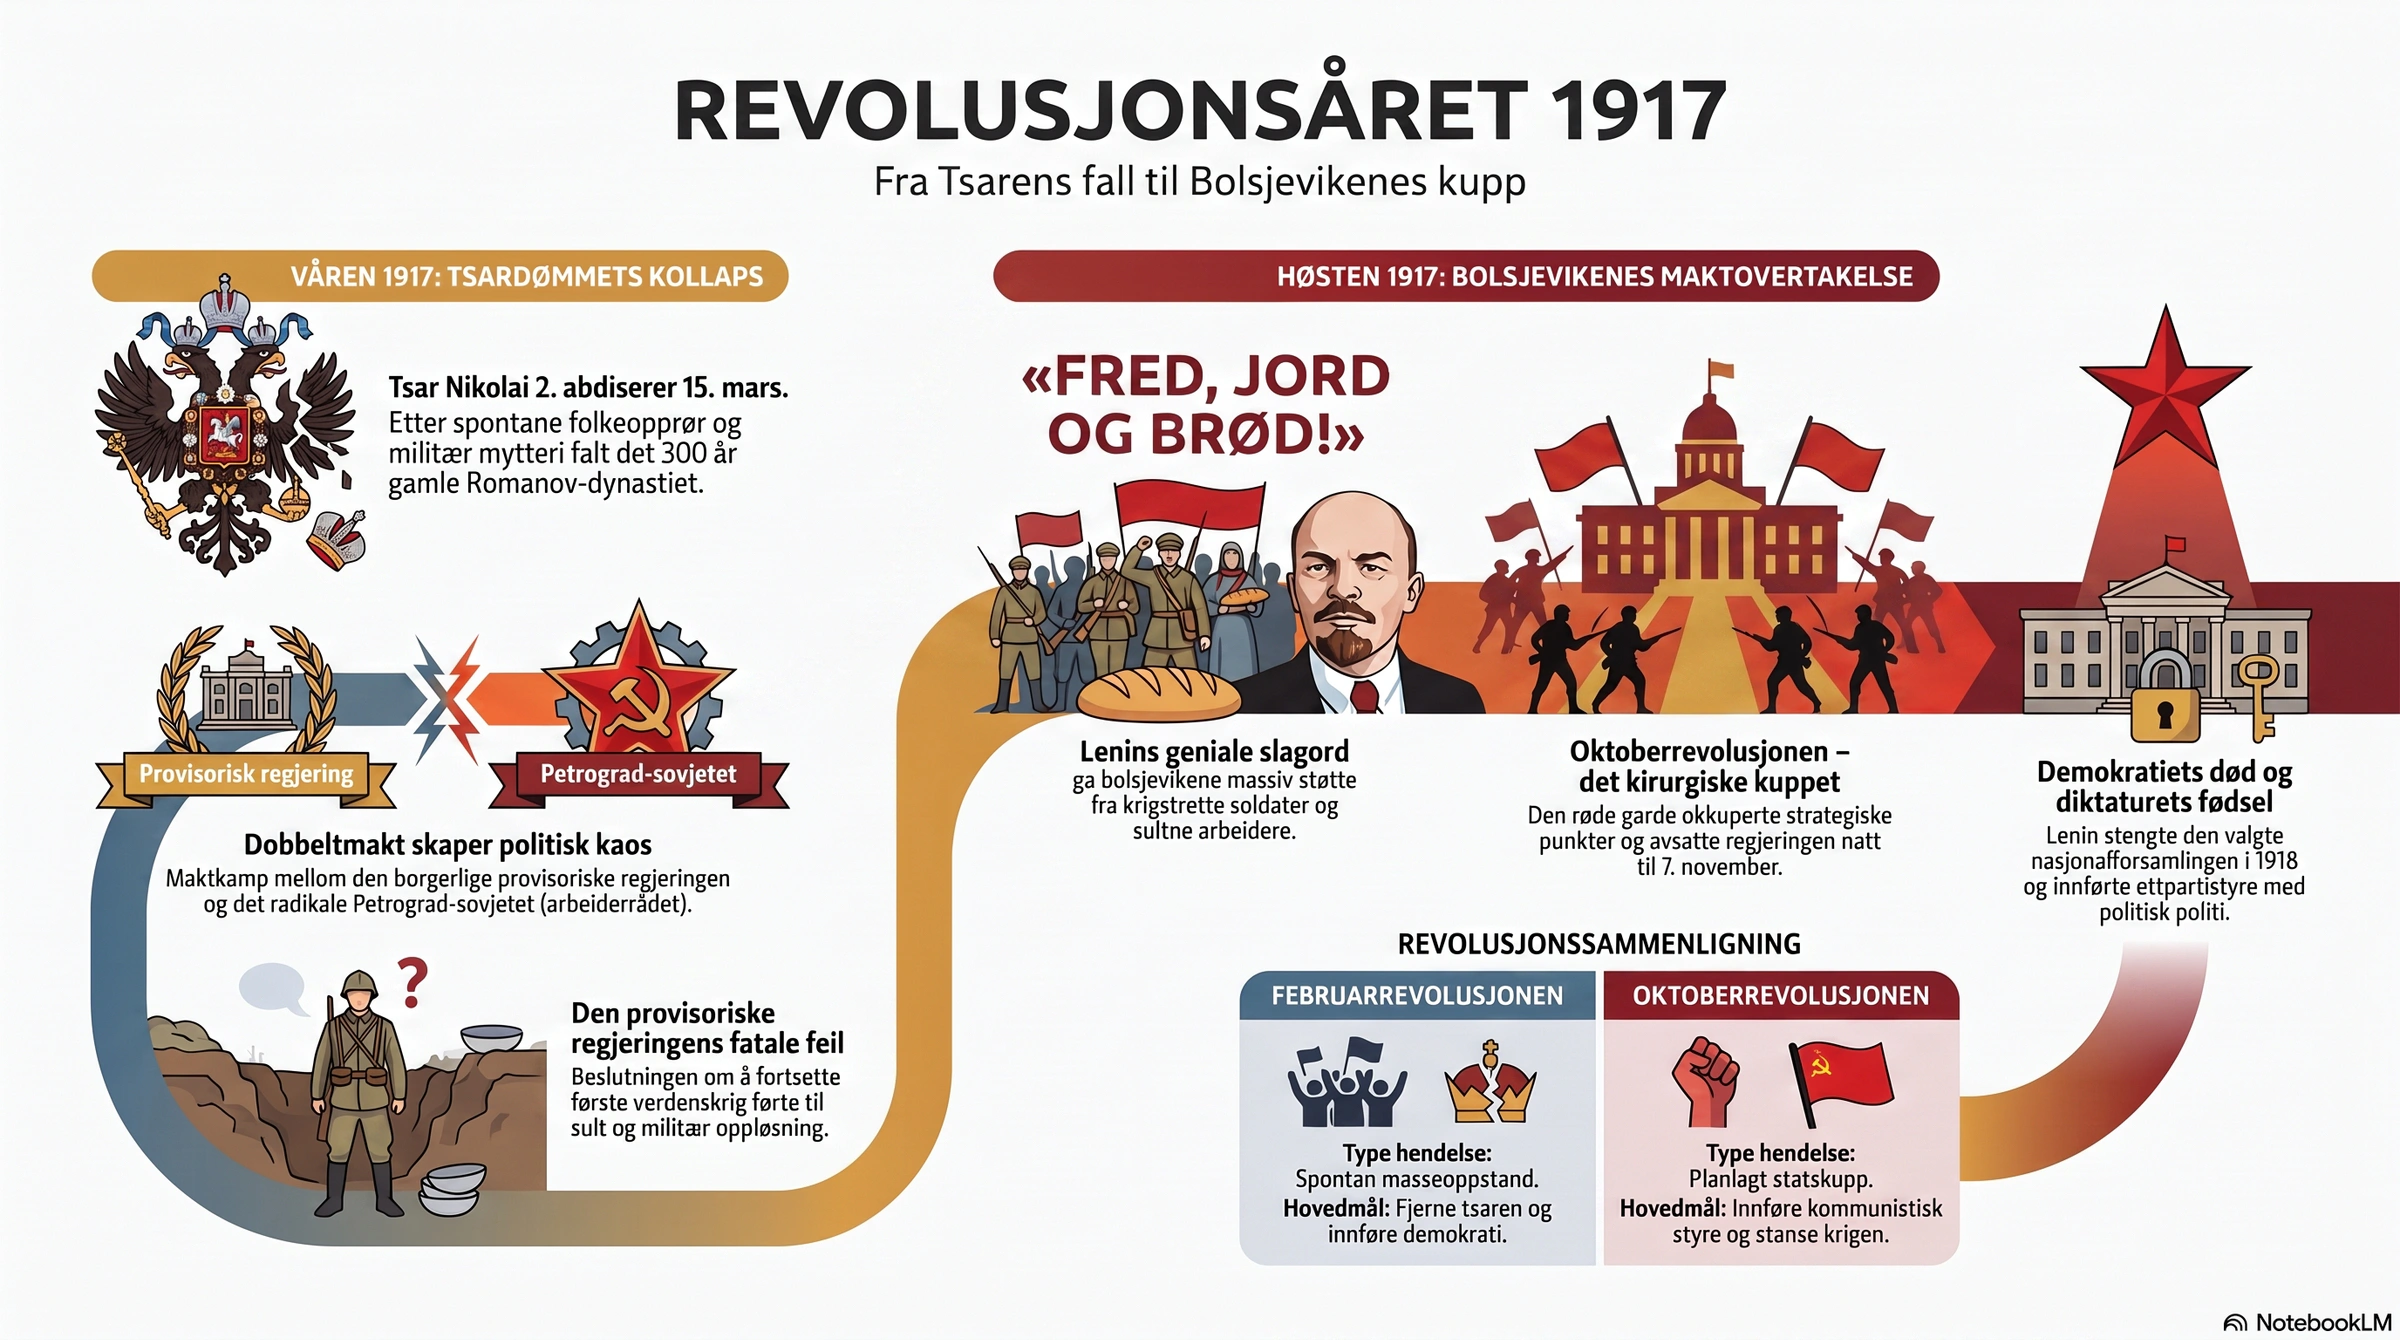 REVOLUSJONSÅRET 1917
Fra Tsarens fall til Bolsjevikenes kupp
VÅREN 1917: TSARDØMMETS KOLLAPS
Tsar Nikolai 2. abdiserer 15. mars.
Etter spontane folkeopprør og
militær mytteri falt det 300 år
gamle Romanov-dynastiet.
Provisorisk regjering
Petrograd-sovjetet
Dobbeltmakt skaper politisk kaos
Maktkamp mellom den borgerlige provisoriske regjeringen
og det radikale Petrograd-sovjetet (arbeiderrådet).
?
Den provisoriske
regjeringens fatale feil
Beslutningen om å fortsette
første verdenskrig førte til
sult og militær oppløsning.
HØSTEN 1917: BOLSJEVIKENES MAKTOVERTAKELSE
«FRED, JORD
OG BRØD!»
Lenins geniale slagord
ga bolsjevikene massiv støtte
fra krigstrette soldater og
sultne arbeidere.
Oktoberrevolusjonen –
det kirurgiske kuppet
Den røde garde okkuperte strategiske
punkter og avsatte regjeringen natt
til 7. november.
Demokratiets død og
diktaturets fødsel
Lenin stengte den valgte
nasjonafforsamlingen i 1918
og innførte ettpartistyre med
politisk politi.
REVOLUSJONSSAMMENLIGNING
FEBRUARREVOLUSJONEN
Type hendelse:
Spontan masseoppstand.
Hovedmål: Fjerne tsaren og
innføre demokrati.
OKTOBERREVOLUSJONEN
Type hendelse:
Planlagt statskupp.
Hovedmål: Innføre kommunistisk
styre og stanse krigen.
NotebookLM